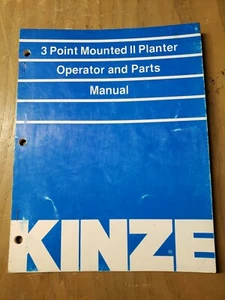 3 Point Mounted II Planter
Operator and Parts
Manual
KINZE®